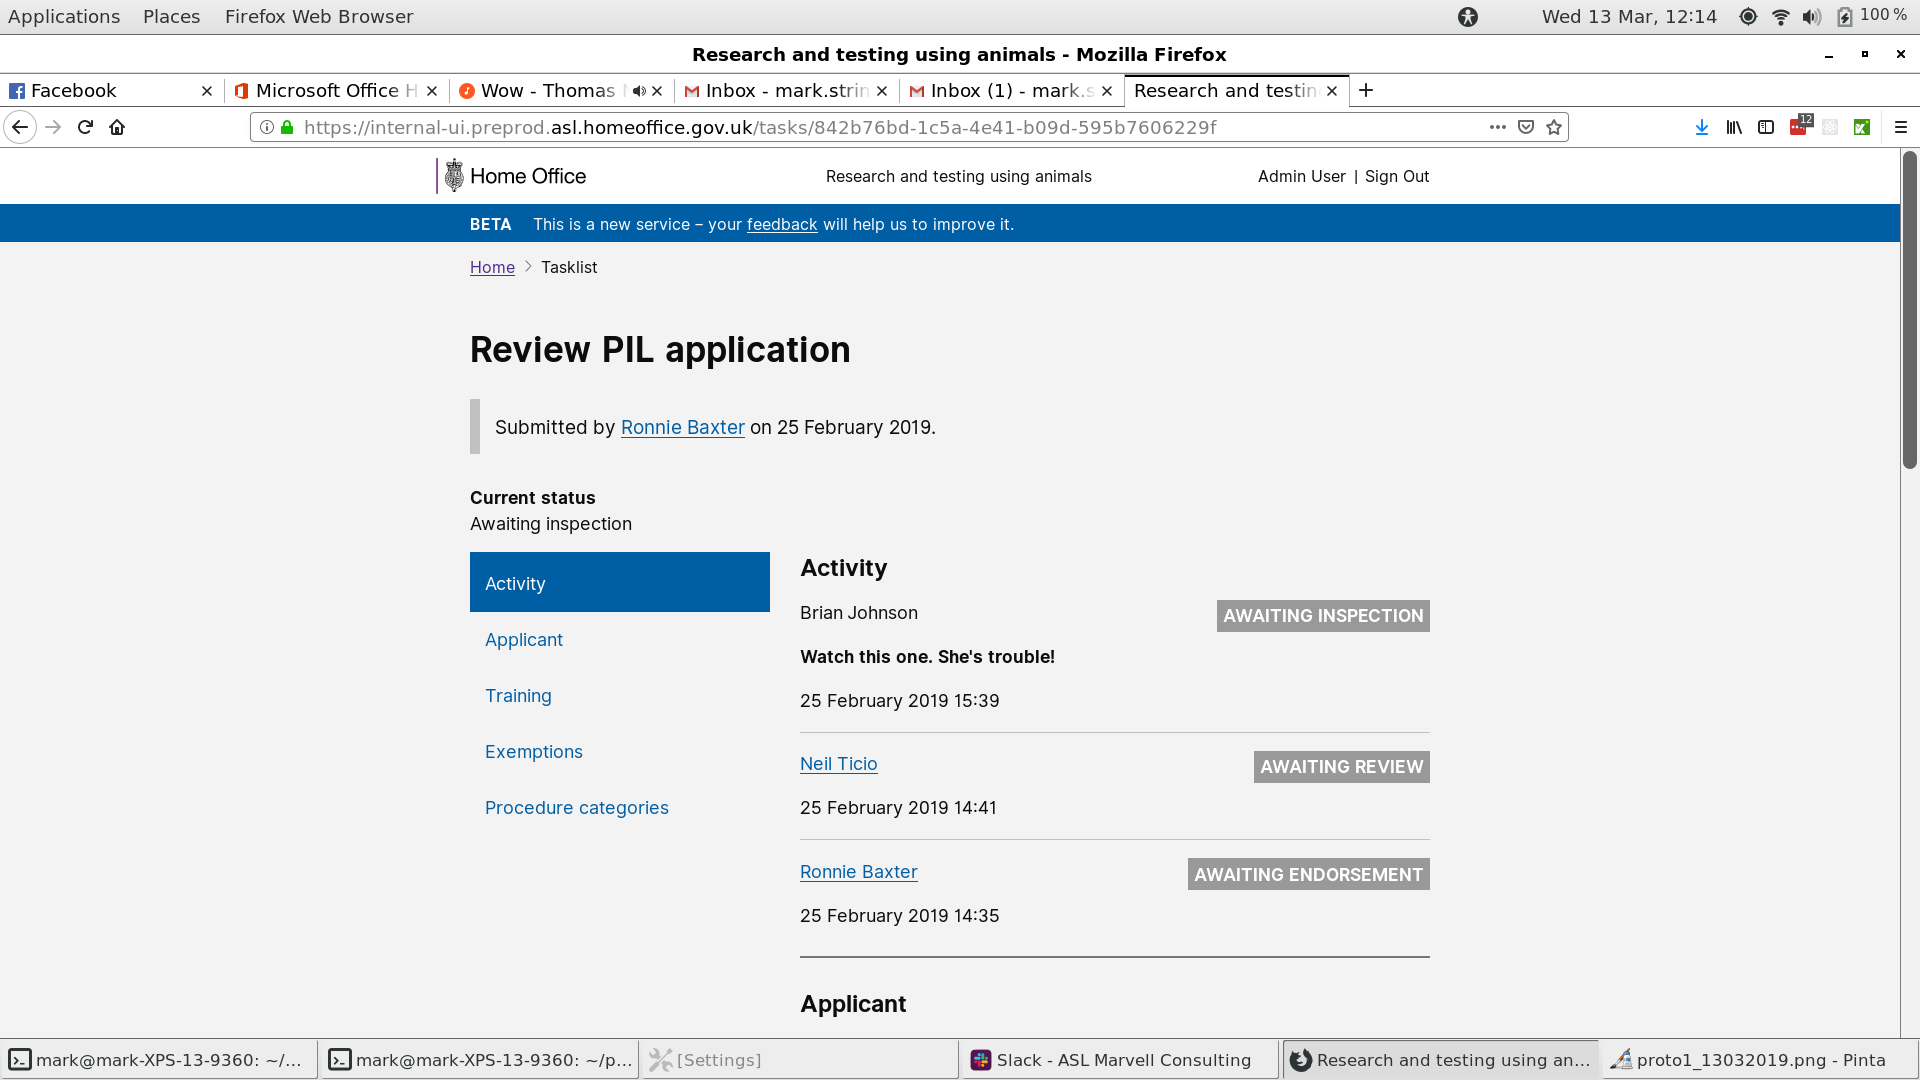 Applications Places Firefox Web Browser Wed 13 Mar, 12:14 100 %
Research and testing using animals - Mozilla Firefox
Facebook Microsoft Office H Wow - Thomas Inbox - mark.strin Inbox (1) - mark.s Research and testin
https://internal-ui.preprod.asl.homeoffice.gov.uk/tasks/842b76bd-1c5a-4e41-b09d-595b7606229f 12
Home Office Research and testing using animals Admin User | Sign Out
BETA This is a new service – your feedback will help us to improve it.
Home Tasklist
Review PIL application
Submitted by Ronnie Baxter on 25 February 2019.
Current status
Awaiting inspection
Activity
Applicant
Training
Exemptions
Procedure categories
Activity
Brian Johnson AWAITING INSPECTION
Watch this one. She's trouble!
25 February 2019 15:39
Neil Ticio AWAITING REVIEW
25 February 2019 14:41
Ronnie Baxter AWAITING ENDORSEMENT
25 February 2019 14:35
Applicant
mark@mark-XPS-13-9360: ~/... mark@mark-XPS-13-9360: ~/p... [Settings] Slack - ASL Marvell Consulting Research and testing using an... proto1_13032019.png - Pinta